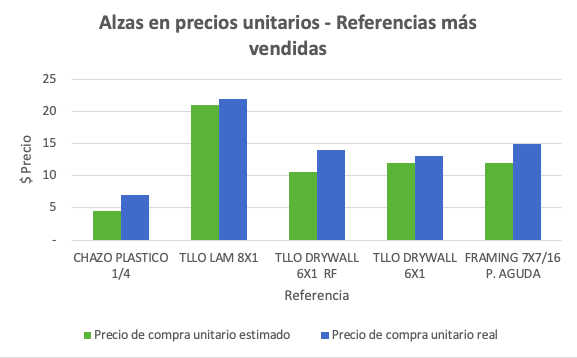 Alzas en precios unitarios - Referencias más
vendidas
25
20
15
10
5
-
$ Precio
CHAZO PLASTICO
1/4
TLLO LAM 8X1
TLLO DRYWALL
6X1 RF
TLLO DRYWALL
6X1
FRAMING 7X7/16
P. AGUDA
Referencia
Precio de compra unitario estimado
Precio de compra unitario real